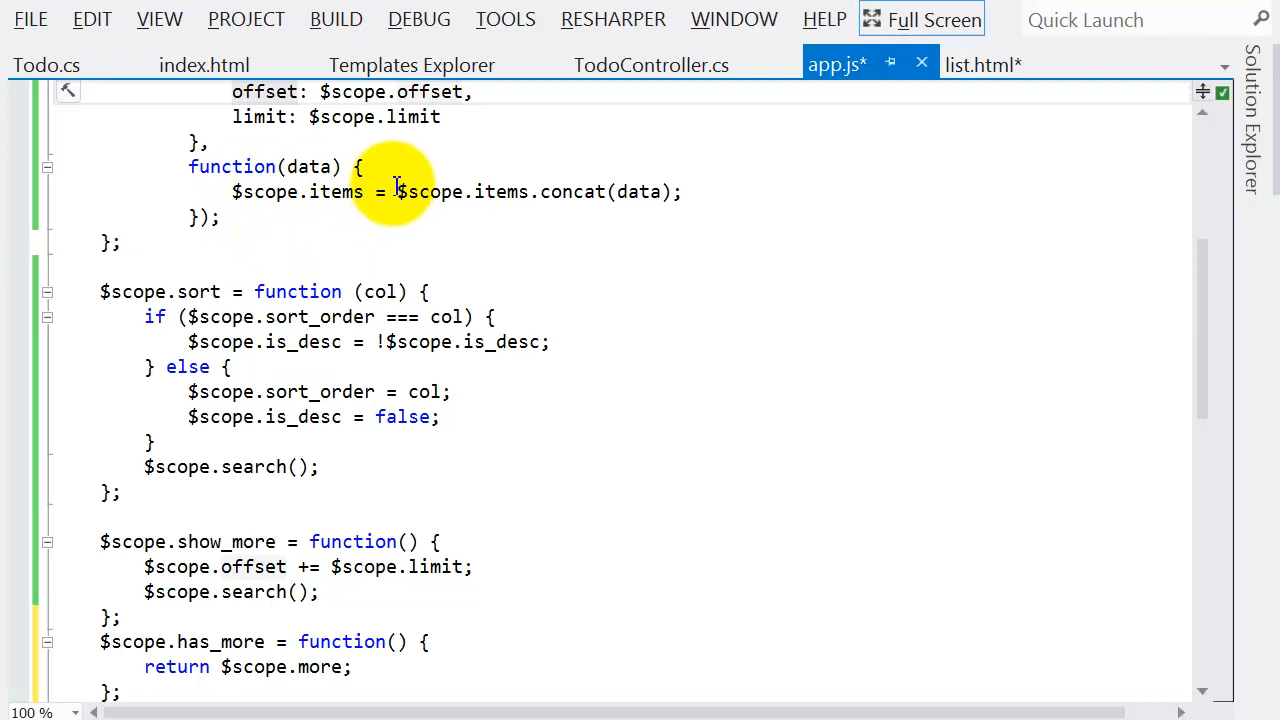 FILE EDIT VIEW PROJECT BUILD DEBUG TOOLS RESHARPER WINDOW HELP Full Screen Quick Launch
Todo.cs index.html Templates Explorer TodoController.cs app.js* list.html*
Solution Explorer
offset: $scope.offset,
limit: $scope.limit
},
function(data) {
$scope.items = $scope.items.concat(data);
});
};
$scope.sort = function (col) {
if ($scope.sort_order === col) {
$scope.is_desc = !$scope.is_desc;
} else {
$scope.sort_order = col;
$scope.is_desc = false;
}
$scope.search();
};
$scope.show_more = function() {
$scope.offset += $scope.limit;
$scope.search();
};
$scope.has_more = function() {
return $scope.more;
};
100 %